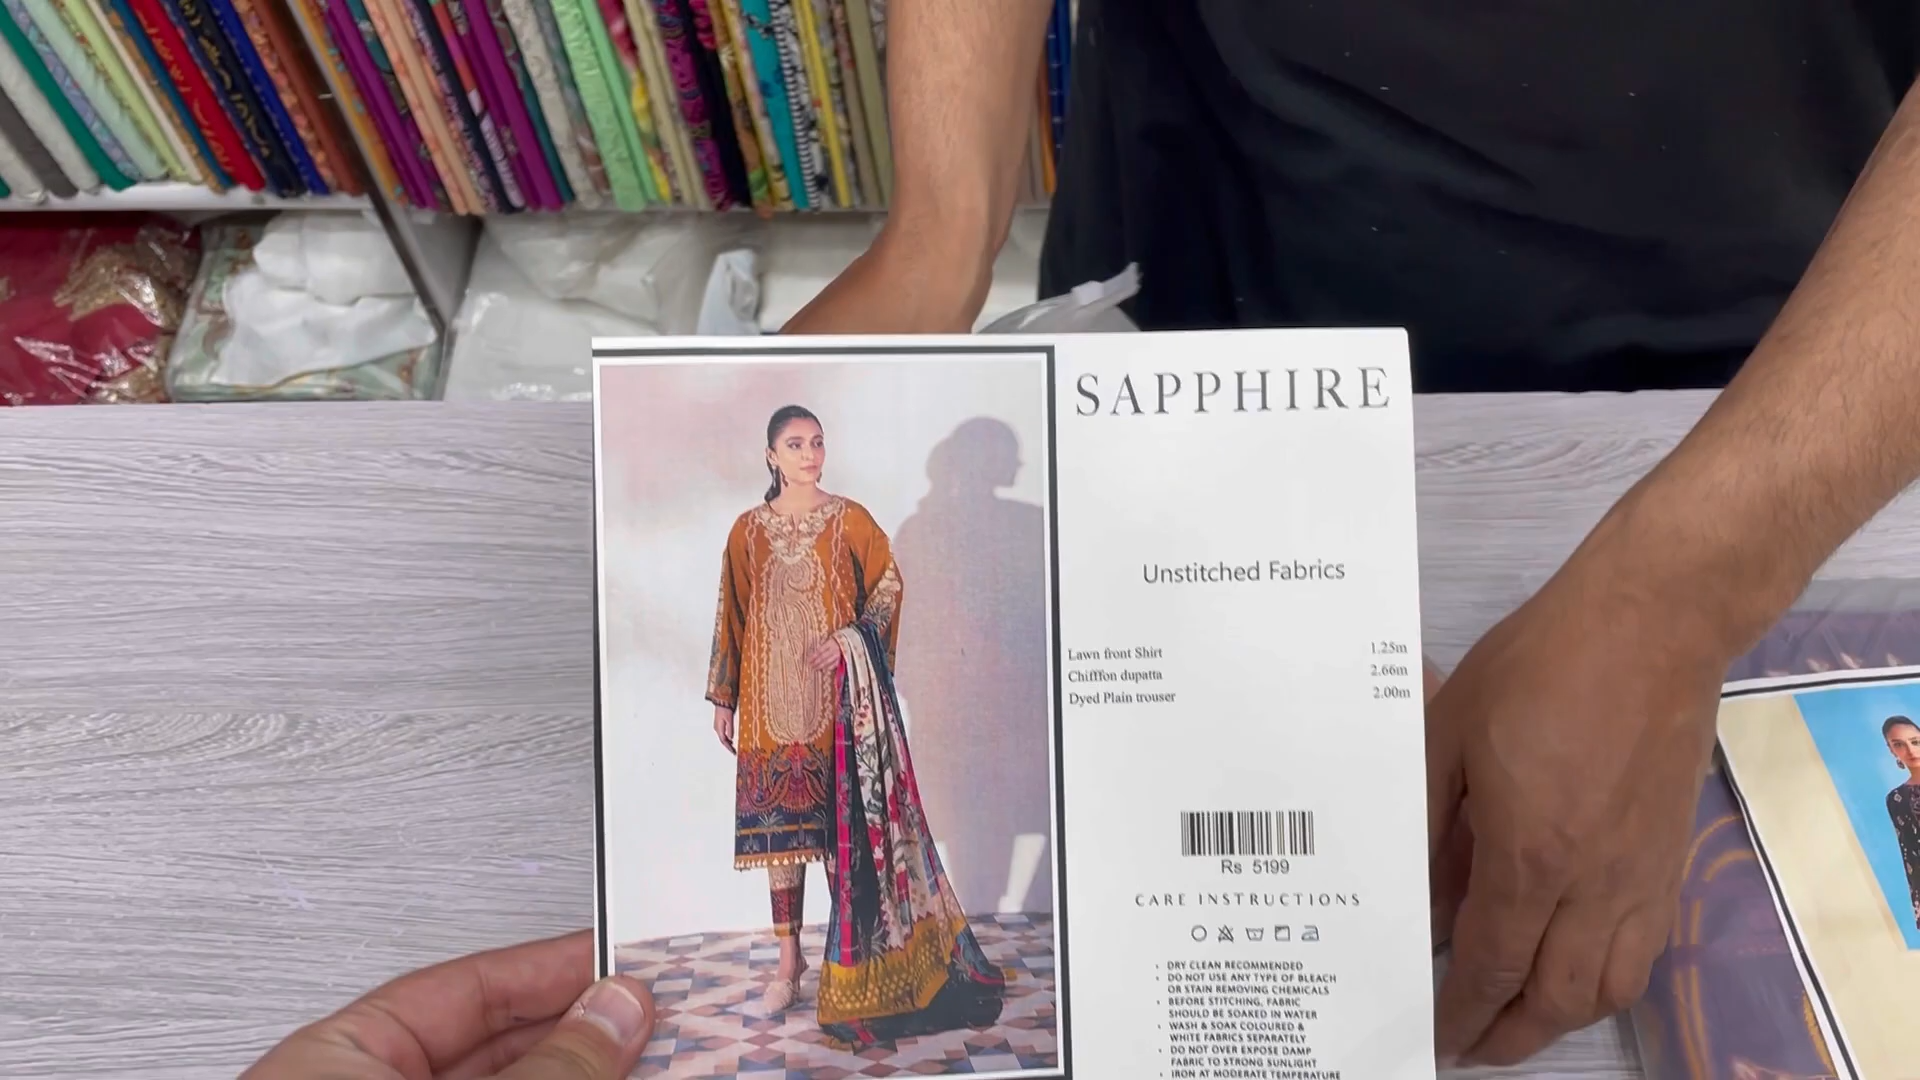 SAPPHIRE
Unstitched Fabrics
Lawn front Shirt 1.25m
Chifffon dupatta 2.66m
Dyed Plain trouser 2.00m
Rs 5199
CARE INSTRUCTIONS
• DRY CLEAN RECOMMENDED
• DO NOT USE ANY TYPE OF BLEACH
OR STAIN REMOVING CHEMICALS
• BEFORE STITCHING, FABRIC
SHOULD BE SOAKED IN WATER
• WASH & SOAK COLOURED &
WHITE FABRICS SEPARATELY
• DO NOT OVER EXPOSE DAMP
FABRIC TO STRONG SUNLIGHT
• IRON AT MODERATE TEMPERATURE